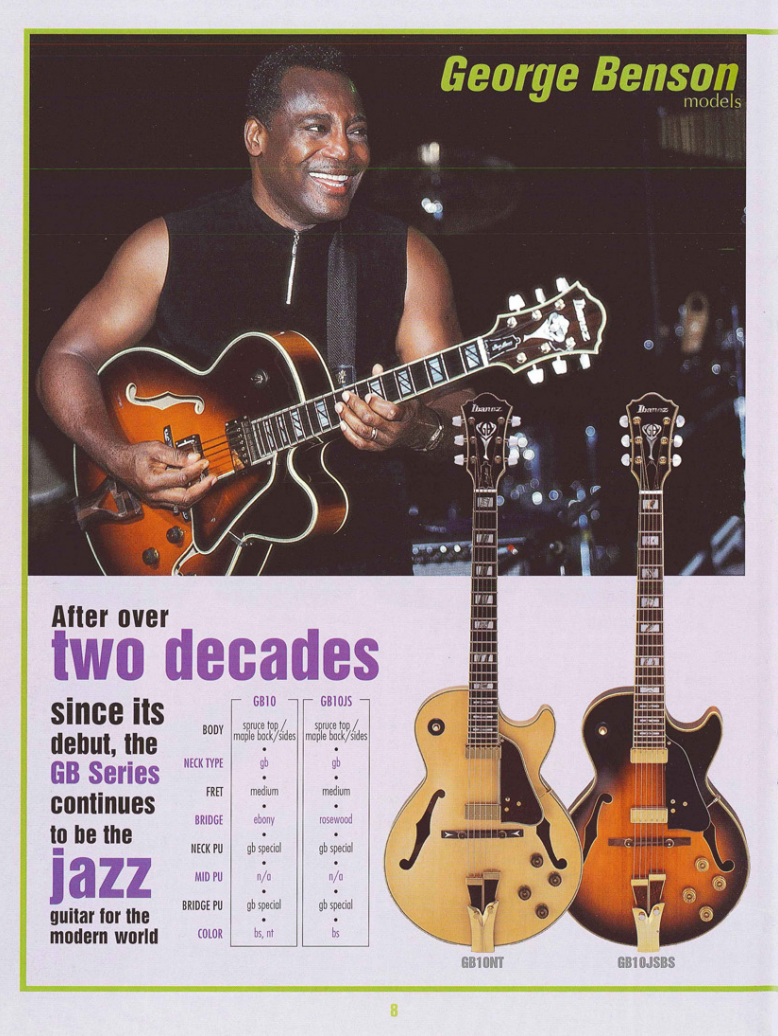 George Benson
models
Ibanez
Ibanez
Ibanez
GB
GB
After over
two decades
since its
debut, the
GB Series
continues
to be the
jazz
guitar for the
modern world
GB10 GB10JS
BODY spruce top / maple back/sides spruce top / maple back/sides
NECK TYPE gb gb
FRET medium medium
BRIDGE ebony rosewood
NECK PU gb special gb special
MID PU n/a n/a
BRIDGE PU gb special gb special
COLOR bs, nt bs
GB10NT
GB10JSBS
8